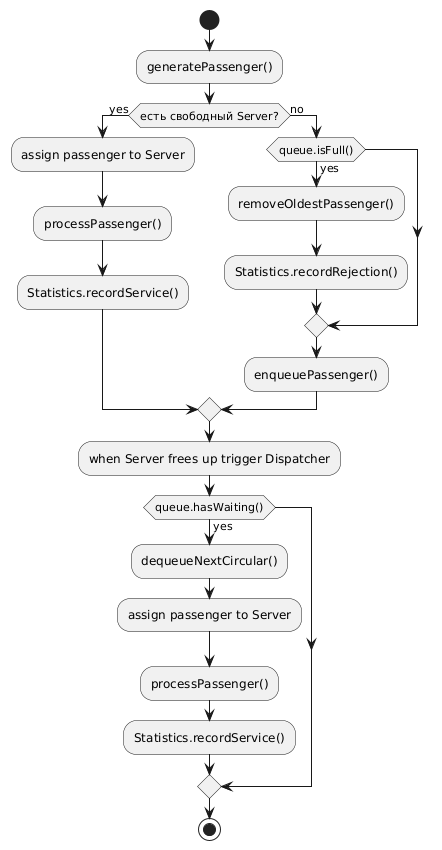 generatePassenger()
есть свободный Server?
yes
no
assign passenger to Server
processPassenger()
Statistics.recordService()
queue.isFull()
yes
removeOldestPassenger()
Statistics.recordRejection()
enqueuePassenger()
when Server frees up trigger Dispatcher
queue.hasWaiting()
yes
dequeueNextCircular()
assign passenger to Server
processPassenger()
Statistics.recordService()